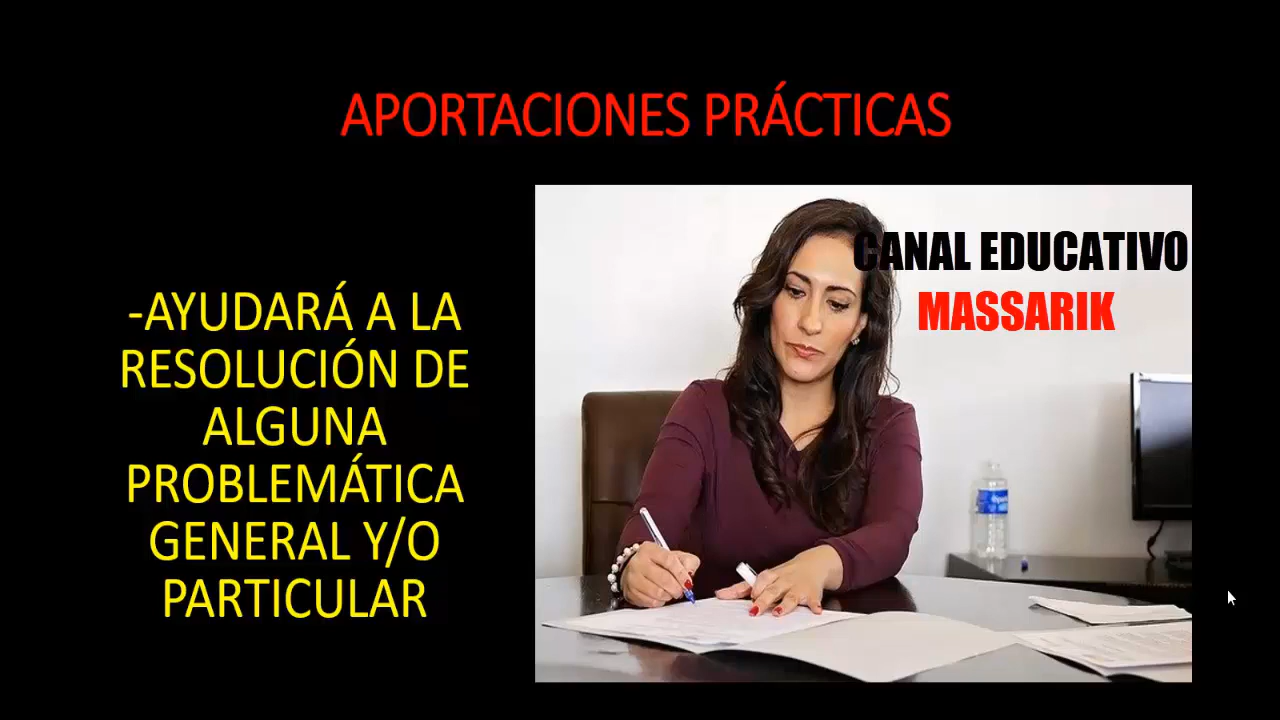 APORTACIONES PRÁCTICAS
-AYUDARÁ A LA
RESOLUCIÓN DE
ALGUNA
PROBLEMÁTICA
GENERAL Y/O
PARTICULAR
CANAL EDUCATIVO
MASSARIK